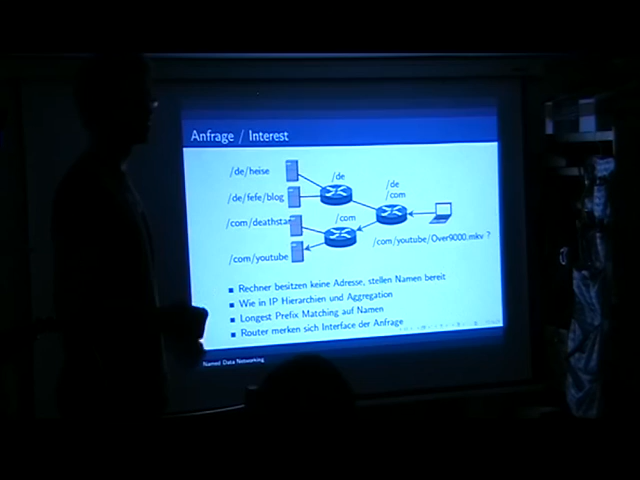 Anfrage / Interest
/de/heise
/de
/de/fefe/blog
/de
/com
/com/deathstar
/com
/com/youtube/Over9000.mkv ?
/com/youtube
Rechner besitzen keine Adresse, stellen Namen bereit
Wie in IP Hierarchien und Aggregation
Longest Prefix Matching auf Namen
Router merken sich Interface der Anfrage
Named Data Networking